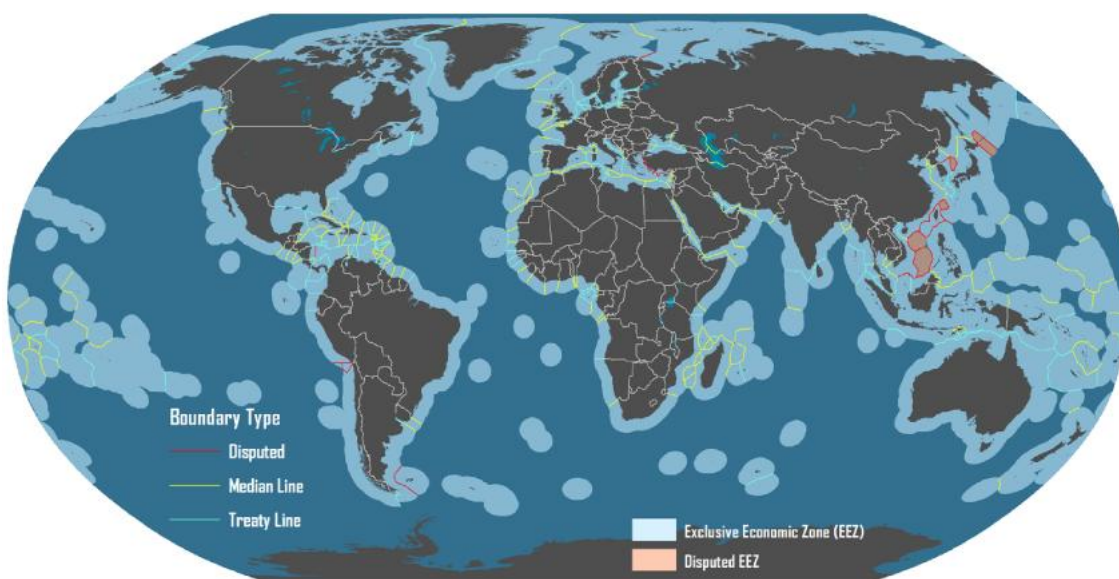 Boundary Type
Disputed
Median Line
Treaty Line
Exclusive Economic Zone (EEZ)
Disputed EEZ